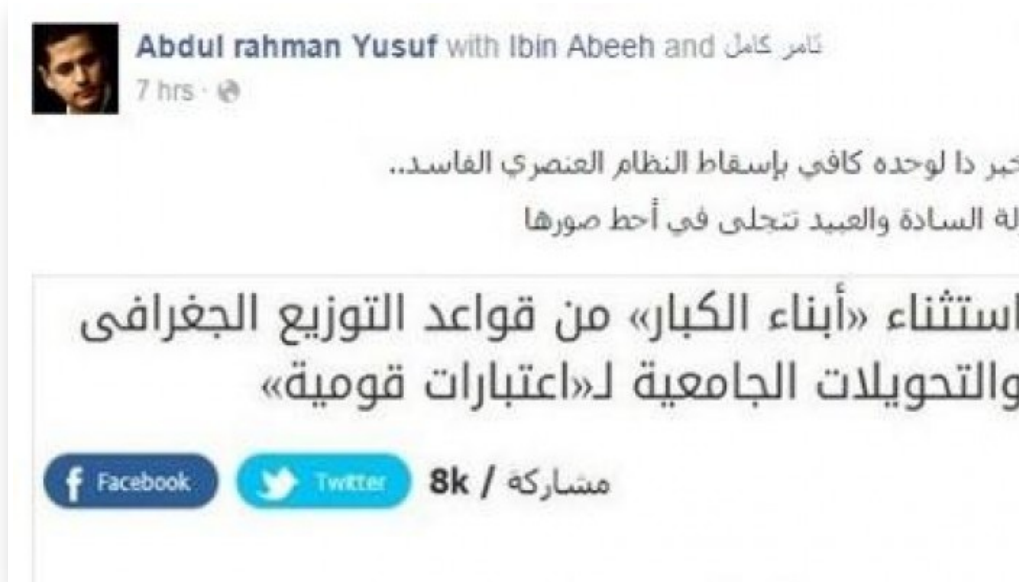 Abdul rahman Yusuf with Ibin Abeeh and ثامر كامل
7 hrs
خبر دا لوحده كافي بإسقاط النظام العنصري الفاسد..
لة السادة والعبيد تتجلى في أحط صورها
استثناء «أبناء الكبار» من قواعد التوزيع الجغرافى
والتحويلات الجامعية لـ«اعتبارات قومية»
Facebook Twitter 8k / مشاركة